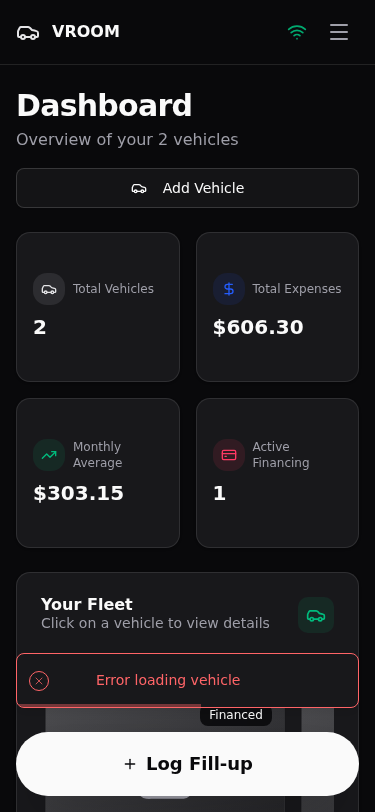 VROOM
Dashboard
Overview of your 2 vehicles
Add Vehicle
Total Vehicles
2
Total Expenses
$606.30
Monthly
Average
$303.15
Active
Financing
1
Your Fleet
Click on a vehicle to view details
Error loading vehicle
Financed
+ Log Fill-up